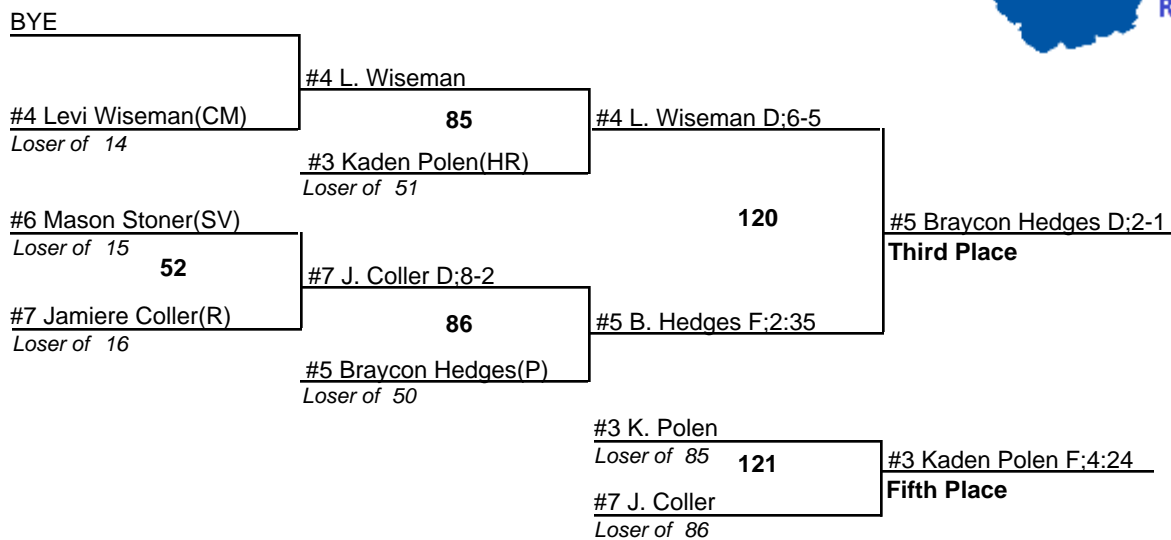 R
BYE
#4 L. Wiseman
#4 Levi Wiseman(CM)
Loser of 14
85
#4 L. Wiseman D;6-5
#3 Kaden Polen(HR)
Loser of 51
#6 Mason Stoner(SV)
Loser of 15
120
#5 Braycon Hedges D;2-1
Third Place
52
#7 J. Coller D;8-2
#7 Jamiere Coller(R)
Loser of 16
86
#5 B. Hedges F;2:35
#5 Braycon Hedges(P)
Loser of 50
#3 K. Polen
Loser of 85
121
#3 Kaden Polen F;4:24
Fifth Place
#7 J. Coller
Loser of 86